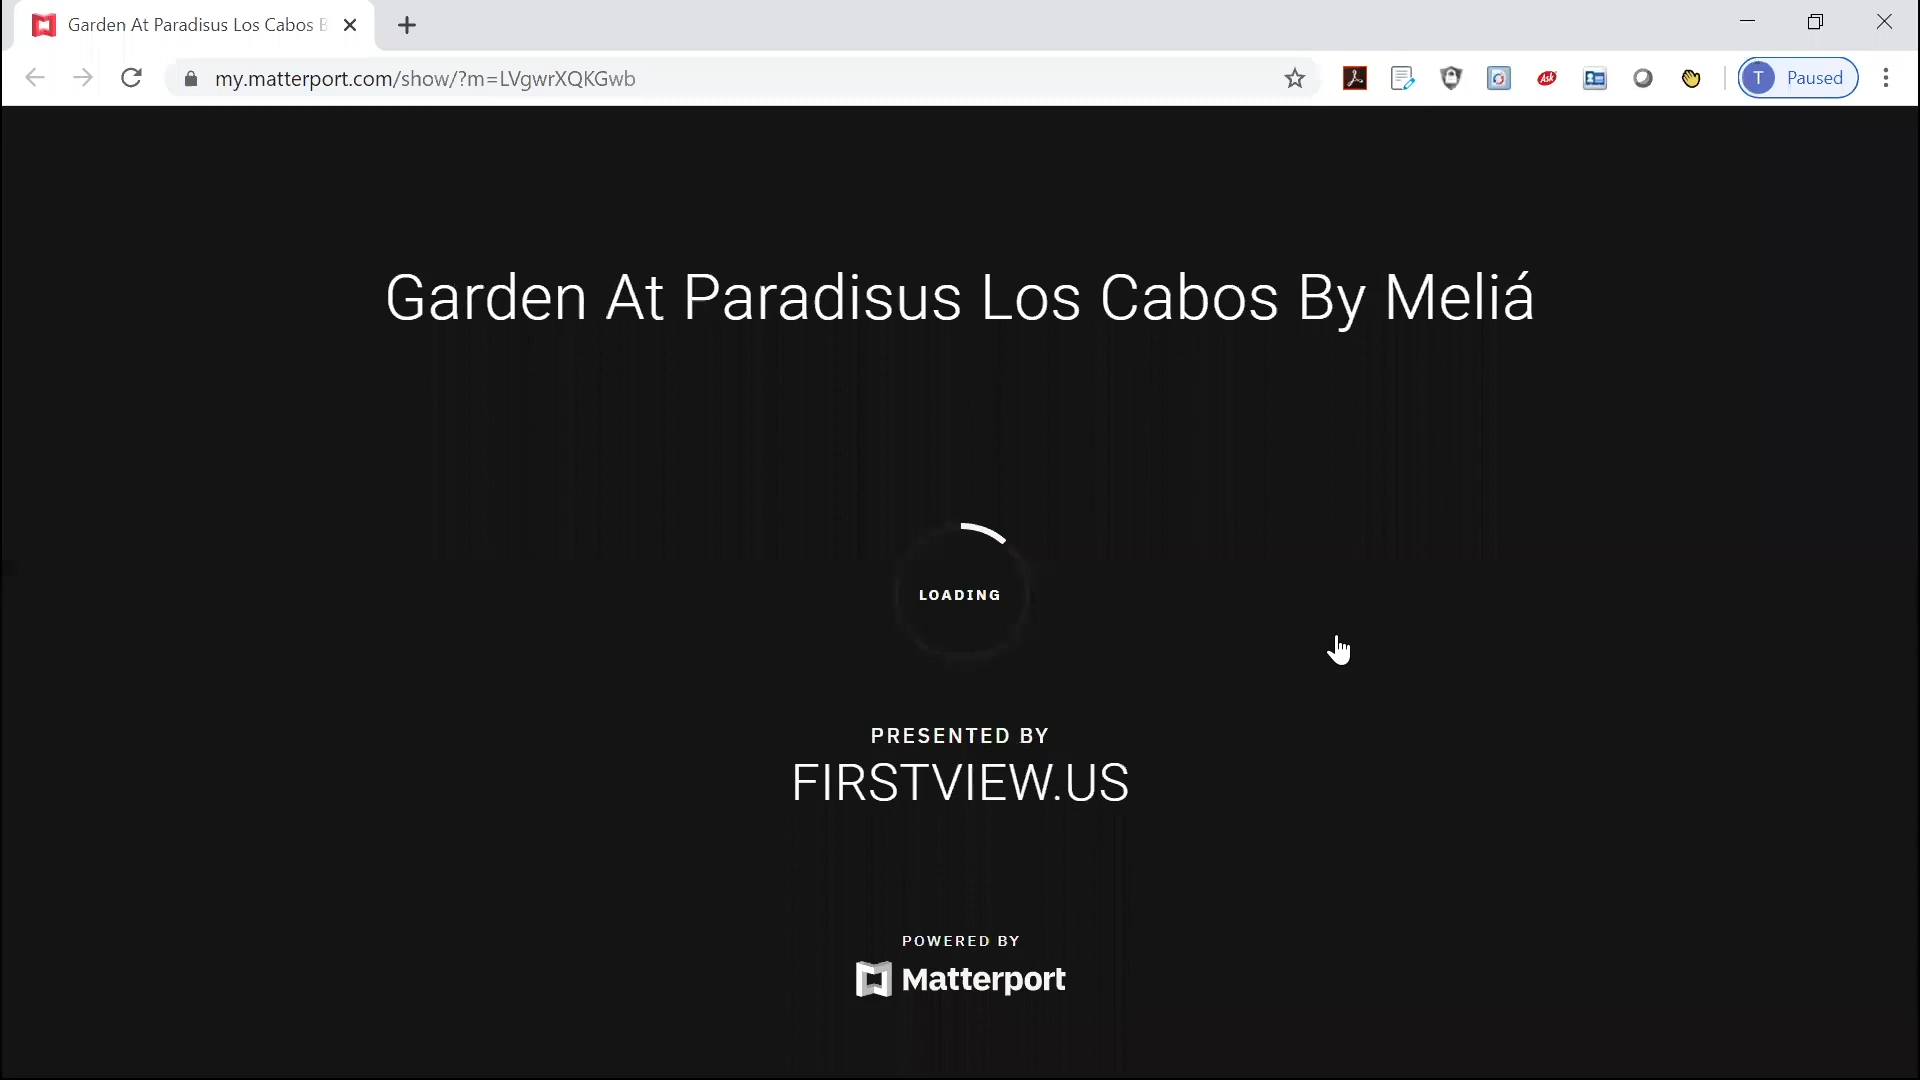 Garden At Paradisus Los Cabos B
my.matterport.com/show/?m=LVgwrXQKGwb
Ask
T Paused
Garden At Paradisus Los Cabos By Meliá
LOADING
PRESENTED BY
FIRSTVIEW.US
POWERED BY
Matterport